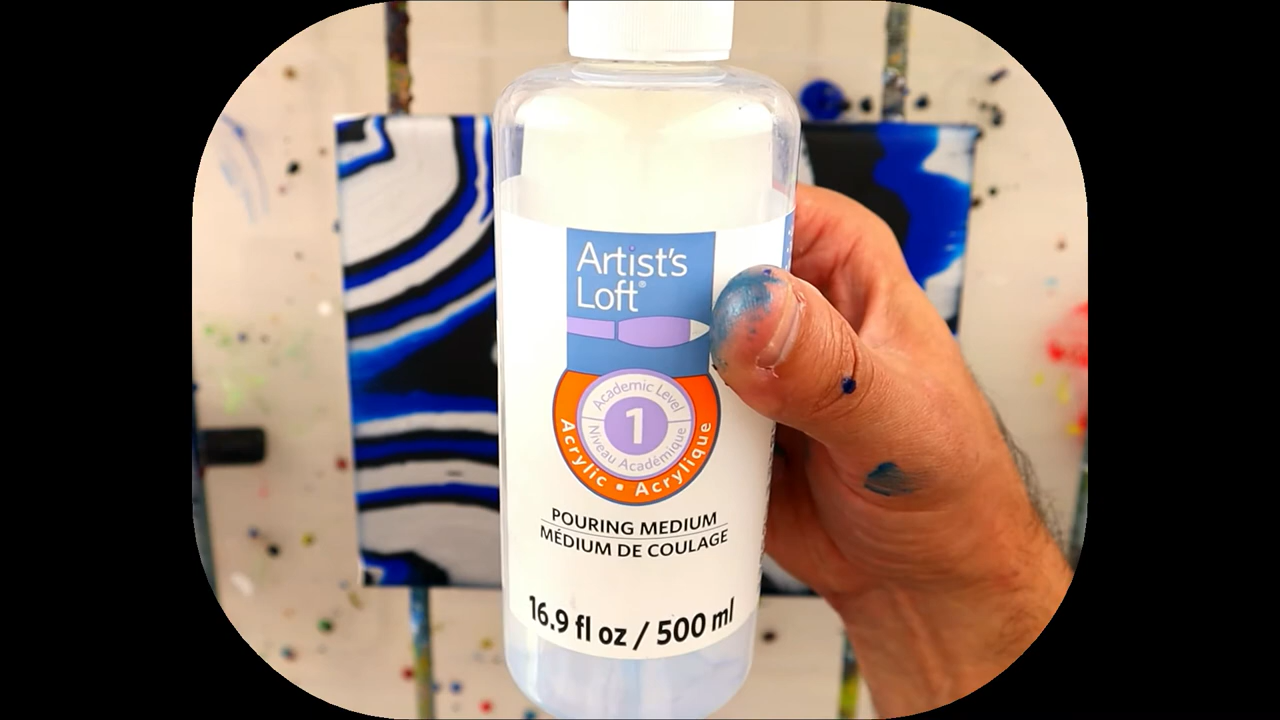 Artist's
Loft®
Academic Level
1
Niveau Académique
Acrylic • Acrylique
POURING MEDIUM
MÉDIUM DE COULAGE
16.9 fl oz / 500 ml